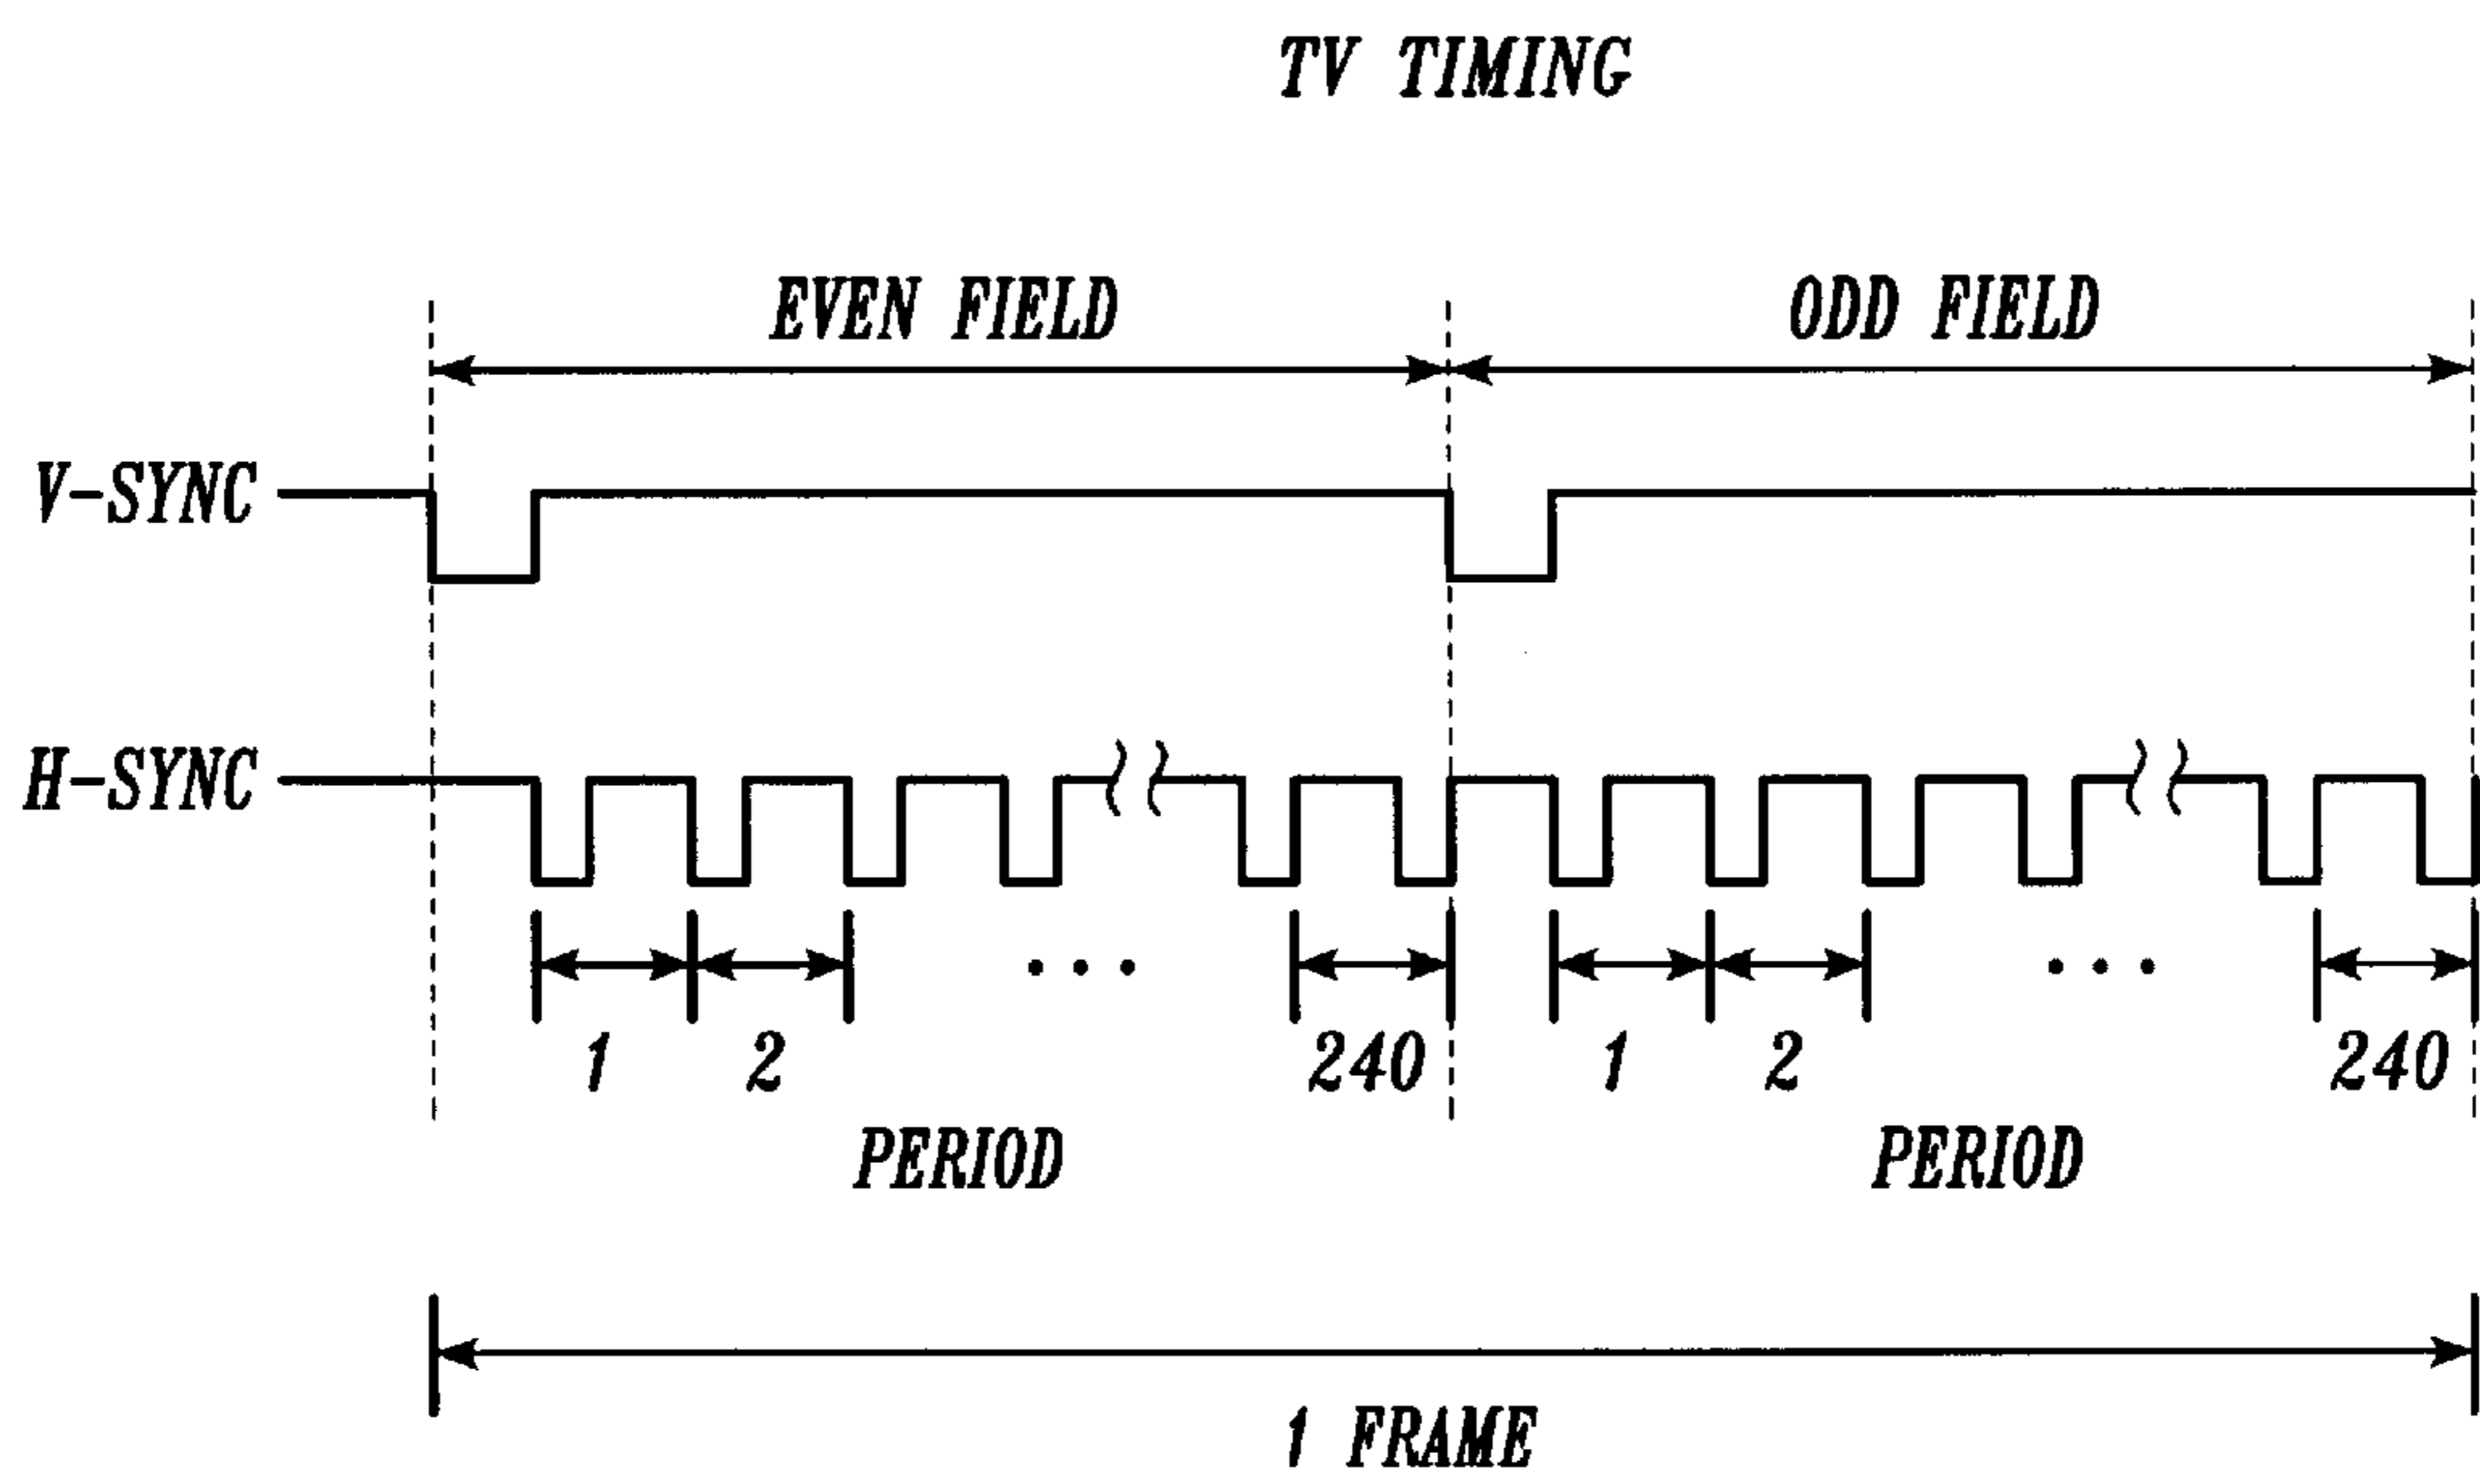 TV TIMING
EVEN FIELD ODD FIELD
V-SYNC
H-SYNC
1 2 ... 240 1 2 ... 240
PERIOD PERIOD
1 FRAME